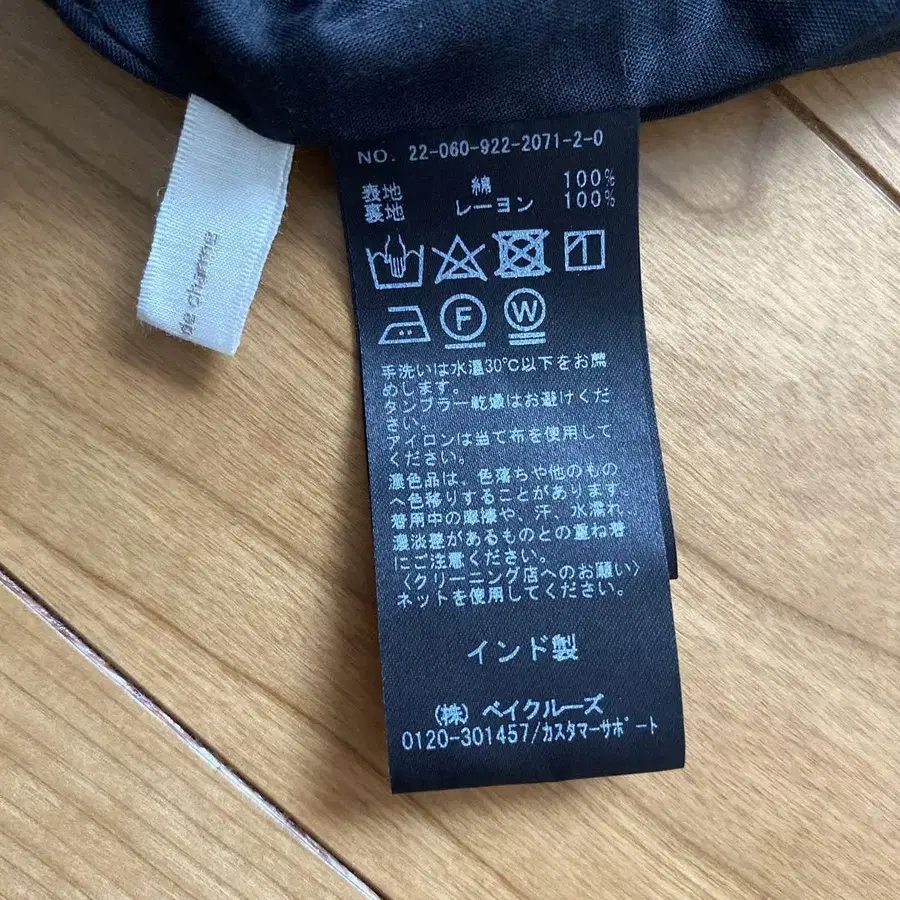 NO. 22-060-922-2071-2-0
表地 綿 100%
裏地 レーヨン 100%
F W
手洗いは水温30℃以下をお薦
めします。
タンブラー乾燥はお避けくだ
さい。
アイロンは当て布を使用して
ください。
濃色品は、色落ちや他のもの
へ色移りすることがあります。
着用中の摩擦や、汗、水濡れ、
濃淡差があるものとの重ね着
にご注意ください。
〈クリーニング店へのお願い〉
ネットを使用してください。
インド製
(株) ベイクルーズ
0120-301457/カスタマーサポート
de Charme